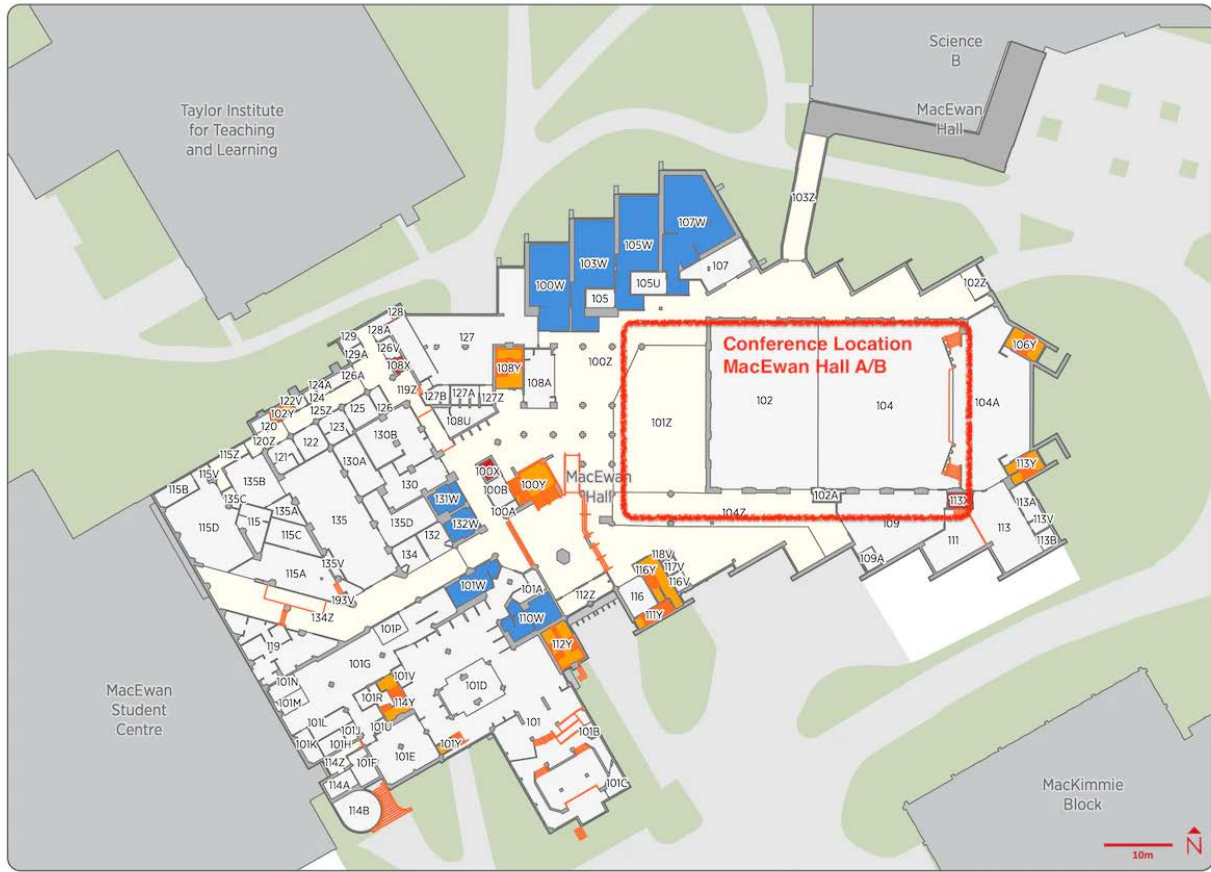 Science
B
MacEwan
Hall
Taylor Institute
for Teaching
and Learning
103Z
107W
105W
103W
100W
107
105U
105
102Z
128
129
128A
126V
129A
108X
127
126A
119Z
124A
124
122V
102Y
125Z
125
126
120
123
120Z
122
121
127B
127A
127Z
108U
108Y
108A
100Z
Conference Location
MacEwan Hall A/B
101Z
102
104
106Y
104A
113Y
115Z
115V
115B
135B
135C
135A
115
115C
115D
115A
130B
130A
130
135
135D
132
134
135V
193V
134Z
131W
132W
100X
100B
100A
100Y
MacEwan
Hall
102A
104Z
109
109A
113X
111
113
113A
113V
113B
118V
117V
116Y
116V
116
111Y
112Z
101W
101A
110W
112Y
101P
119
101G
101N
101M
101R
101V
114Y
101D
101L
101J
101U
101K
101H
101F
101E
101Y
101
101B
101C
114Z
114A
114B
MacEwan
Student
Centre
MacKimmie
Block
10m
N